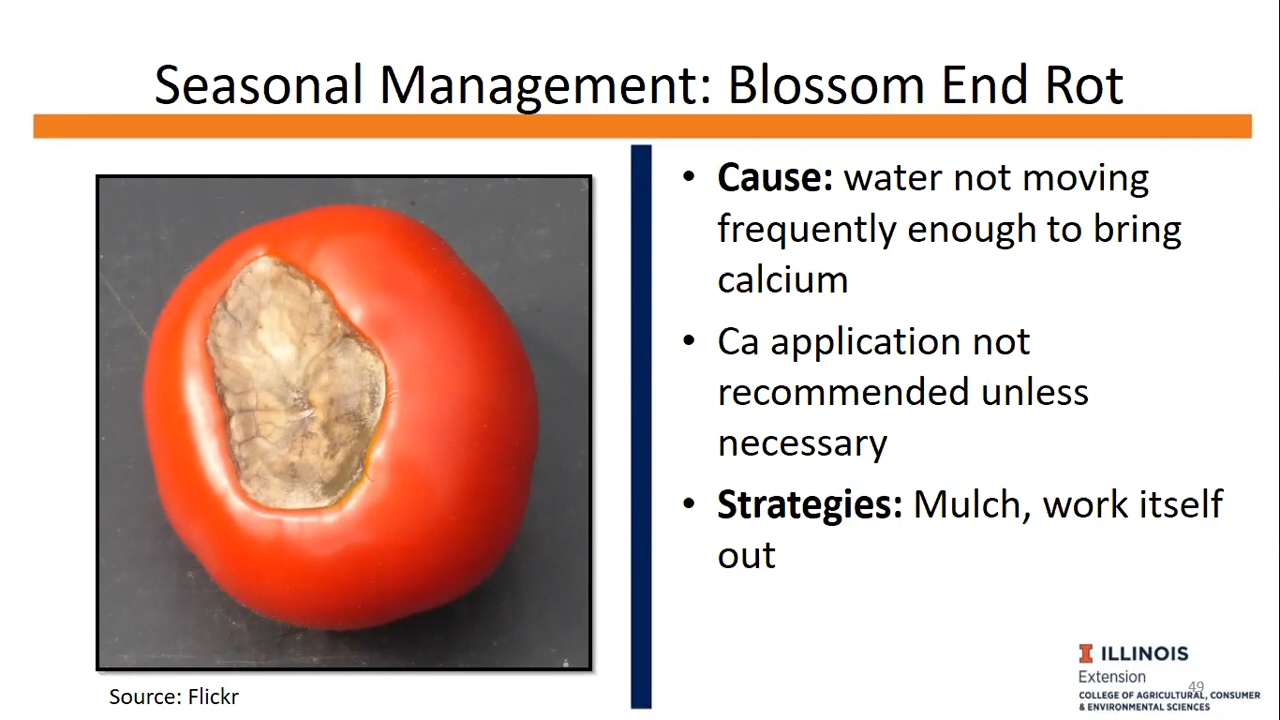 Seasonal Management: Blossom End Rot
• Cause: water not moving
frequently enough to bring
calcium
• Ca application not
recommended unless
necessary
• Strategies: Mulch, work itself
out
Source: Flickr
I ILLINOIS
Extension
49
COLLEGE OF AGRICULTURAL, CONSUMER
& ENVIRONMENTAL SCIENCES